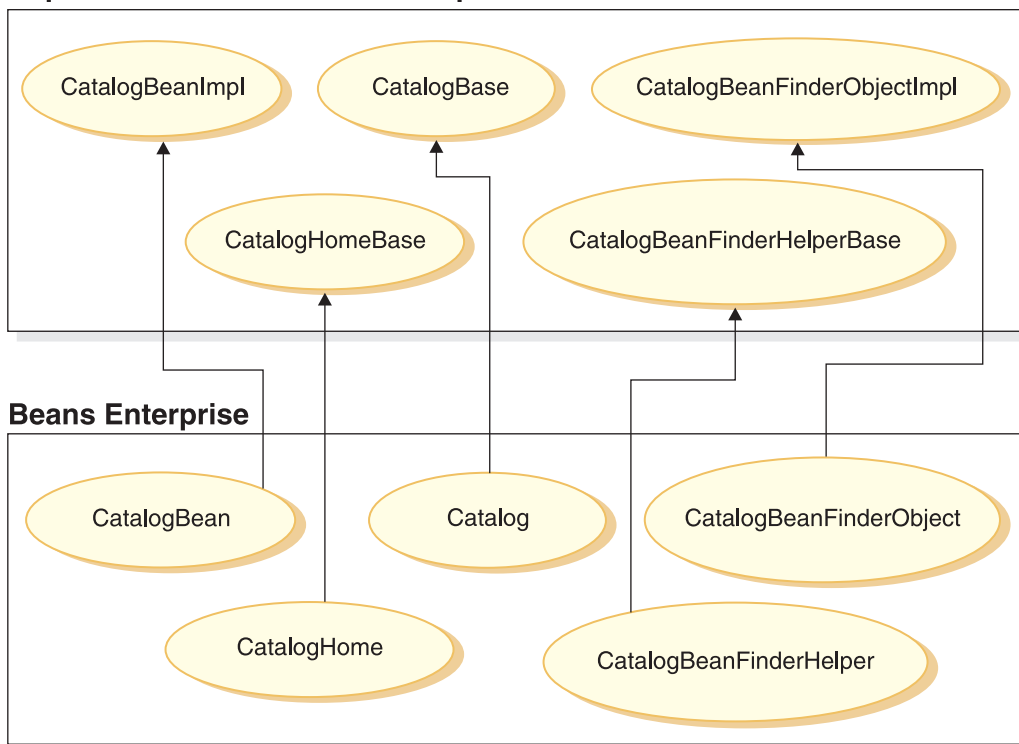 CatalogBeanImpl
CatalogBase
CatalogBeanFinderObjectImpl
CatalogHomeBase
CatalogBeanFinderHelperBase
Beans Enterprise
CatalogBean
Catalog
CatalogBeanFinderObject
CatalogHome
CatalogBeanFinderHelper